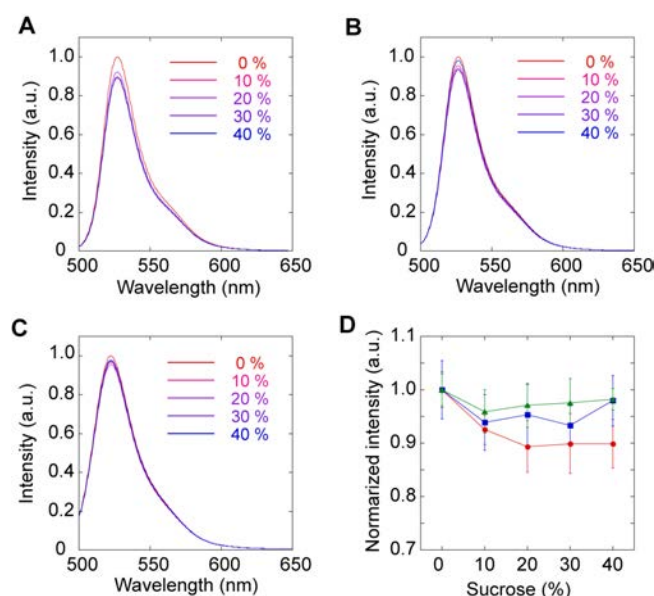 A
Intensity (a.u.)
1.0
0.8
0.6
0.4
0.2
0
0 %
10 %
20 %
30 %
40 %
500 550 600 650
Wavelength (nm)
B
Intensity (a.u.)
1.0
0.8
0.6
0.4
0.2
0
0 %
10 %
20 %
30 %
40 %
500 550 600 650
Wavelength (nm)
C
Intensity (a.u.)
1.0
0.8
0.6
0.4
0.2
0
0 %
10 %
20 %
30 %
40 %
500 550 600 650
Wavelength (nm)
D
Normarized intensity (a.u.)
1.1
1.0
0.9
0.8
0.7
0 10 20 30 40
Sucrose (%)